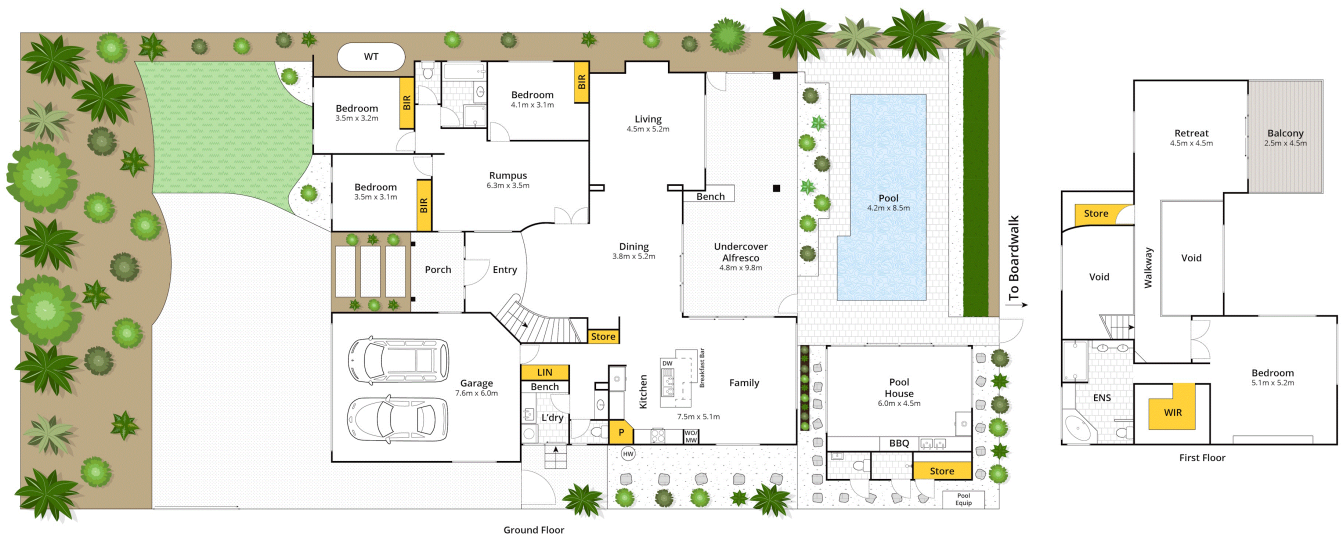 WT
Bedroom
3.5m x 3.2m
BIR
Bedroom
4.1m x 3.1m
BIR
Living
4.5m x 5.2m
Bedroom
3.5m x 3.1m
BIR
Rumpus
6.3m x 3.5m
Bench
Pool
4.2m x 8.5m
Porch
Entry
Dining
3.8m x 5.2m
Undercover
Alfresco
4.8m x 9.8m
To Boardwalk
Garage
7.6m x 6.0m
Store
LIN
Bench
L'dry
Kitchen
DW
Breakfast Bar
Family
7.5m x 5.1m
P
WO/
MW
HW
Pool
House
6.0m x 4.5m
BBQ
Store
Pool
Equip
Ground Floor
Retreat
4.5m x 4.5m
Balcony
2.5m x 4.5m
Store
Void
Walkway
Void
Bedroom
5.1m x 5.2m
ENS
WIR
First Floor